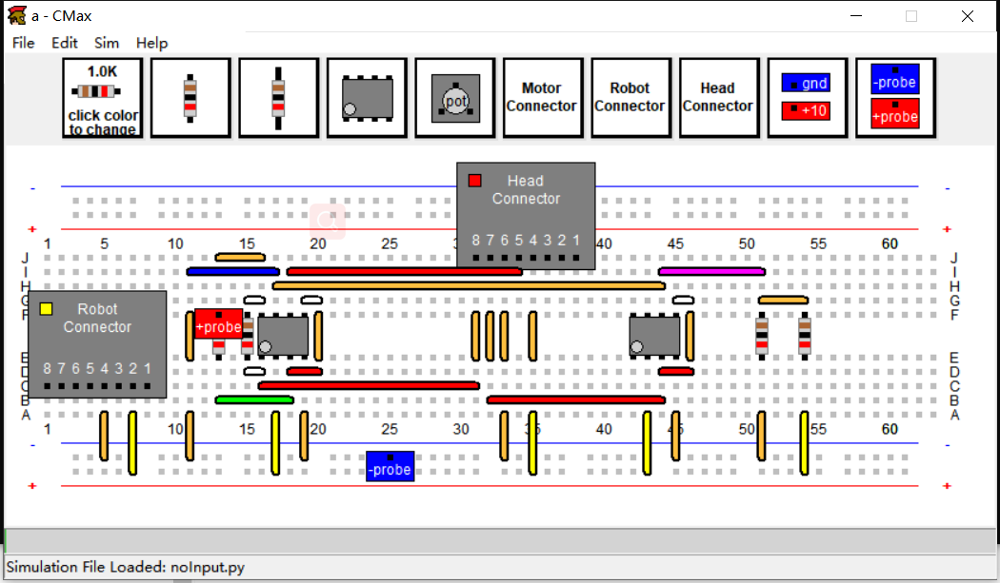 a - CMax
File Edit Sim Help
1.0K
click color
to change
pot
Motor
Connector
Robot
Connector
Head
Connector
gnd
+10
-probe
+probe
Head
Connector
8 7 6 5 4 3 2 1
- -
+ +
1 5 10 15 20 25 40 45 50 55 60
J J
I I
H H
G G
F F
Robot
Connector
+probe
8 7 6 5 4 3 2 1
E E
D D
C C
B B
A A
1 10 15 20 25 30 35 40 45 50 55 60
- -
-probe
+ +
Simulation File Loaded: noInput.py